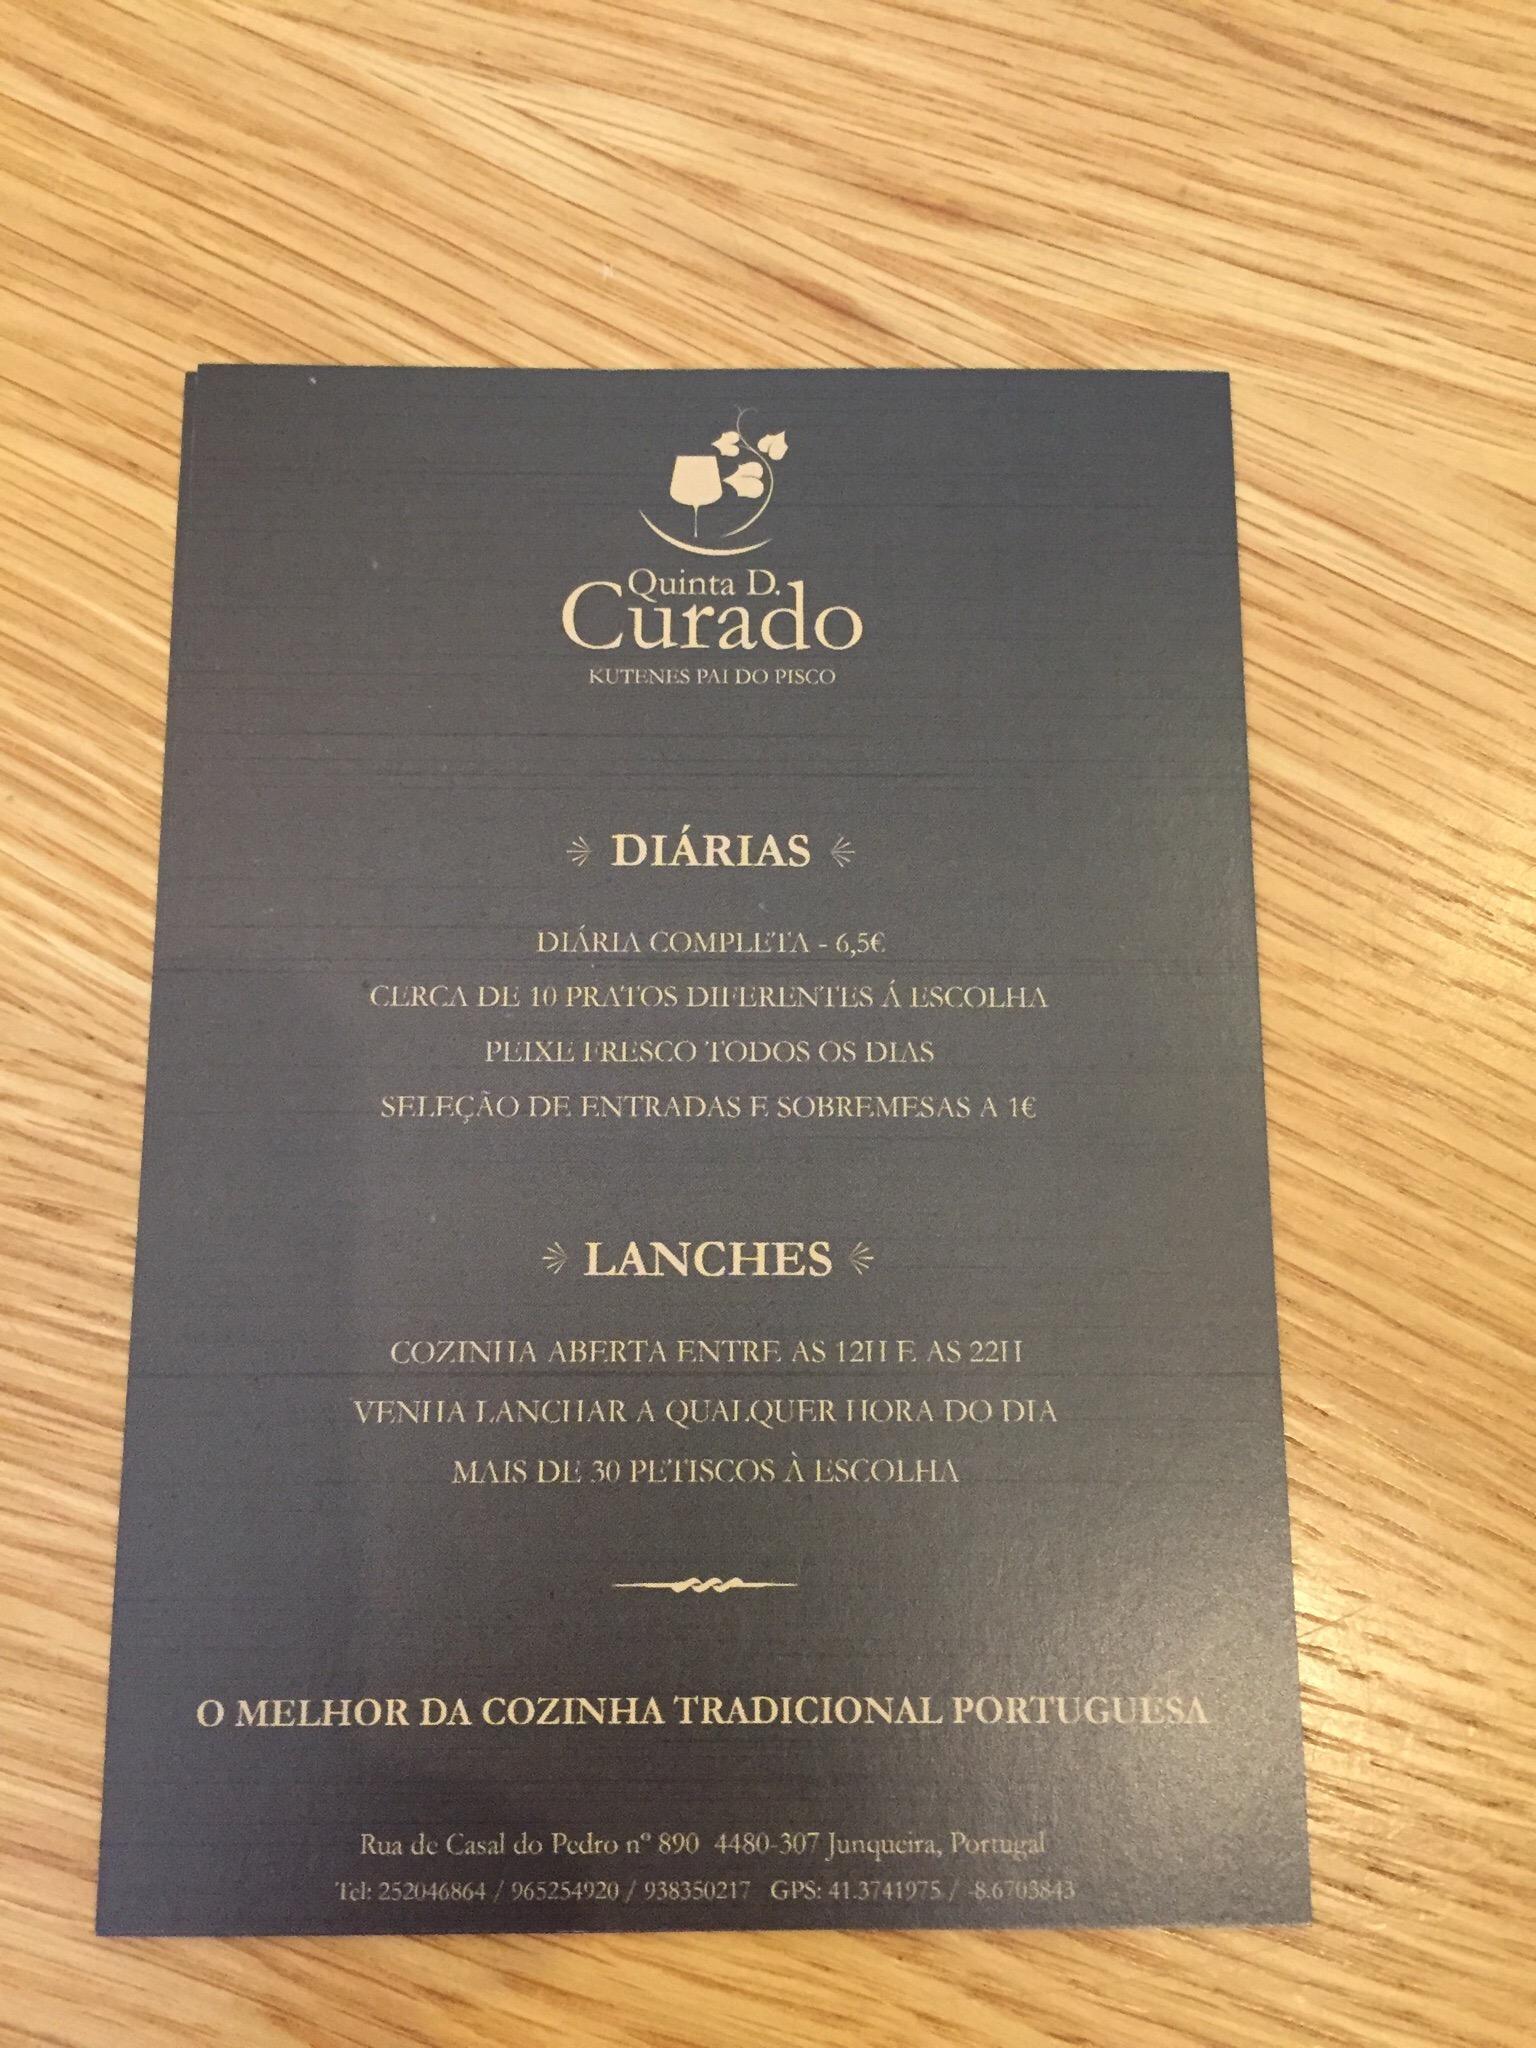 Quinta D.
Curado
KUTENES PAI DO PISCO
DIÁRIAS
DIÁRIA COMPLETA - 6,5€
CERCA DE 10 PRATOS DIFERENTES Á ESCOLHA
PEIXE FRESCO TODOS OS DIAS
SELEÇÃO DE ENTRADAS E SOBREMESAS A 1€
LANCHES
COZINHA ABERTA ENTRE AS 12H E AS 22H
VENHA LANCHAR A QUALQUER HORA DO DIA
MAIS DE 30 PETISCOS À ESCOLHA
O MELHOR DA COZINHA TRADICIONAL PORTUGUESA
Rua de Casal do Pedro nº 890 4480-307 Junqueira, Portugal
Tel: 252046864 / 965254920 / 938350217 GPS: 41.3741975 / -8.6703843